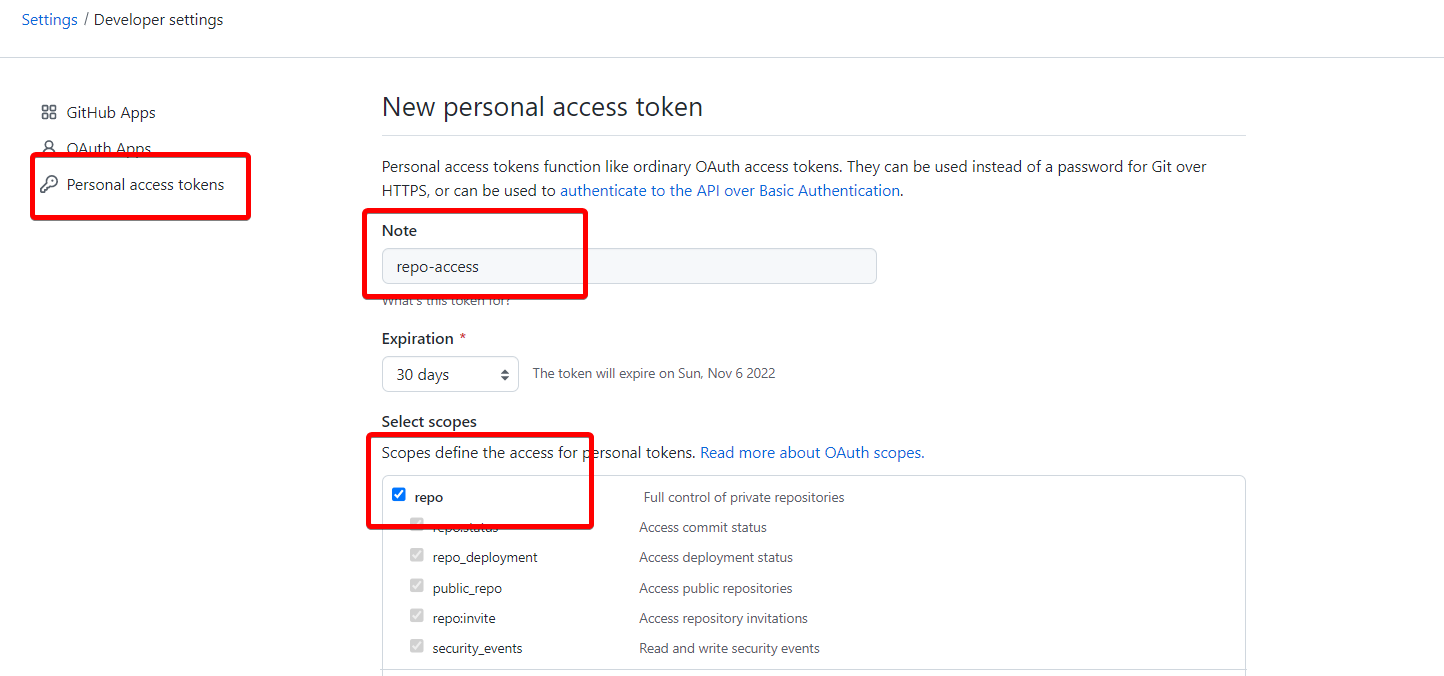 Settings / Developer settings
GitHub Apps
OAuth Apps
Personal access tokens
New personal access token
Personal access tokens function like ordinary OAuth access tokens. They can be used instead of a password for Git over
HTTPS, or can be used to authenticate to the API over Basic Authentication.
Note
repo-access
What's this token for?
Expiration *
30 days The token will expire on Sun, Nov 6 2022
Select scopes
Scopes define the access for personal tokens. Read more about OAuth scopes.
repo Full control of private repositories
repo:status Access commit status
repo_deployment Access deployment status
public_repo Access public repositories
repo:invite Access repository invitations
security_events Read and write security events